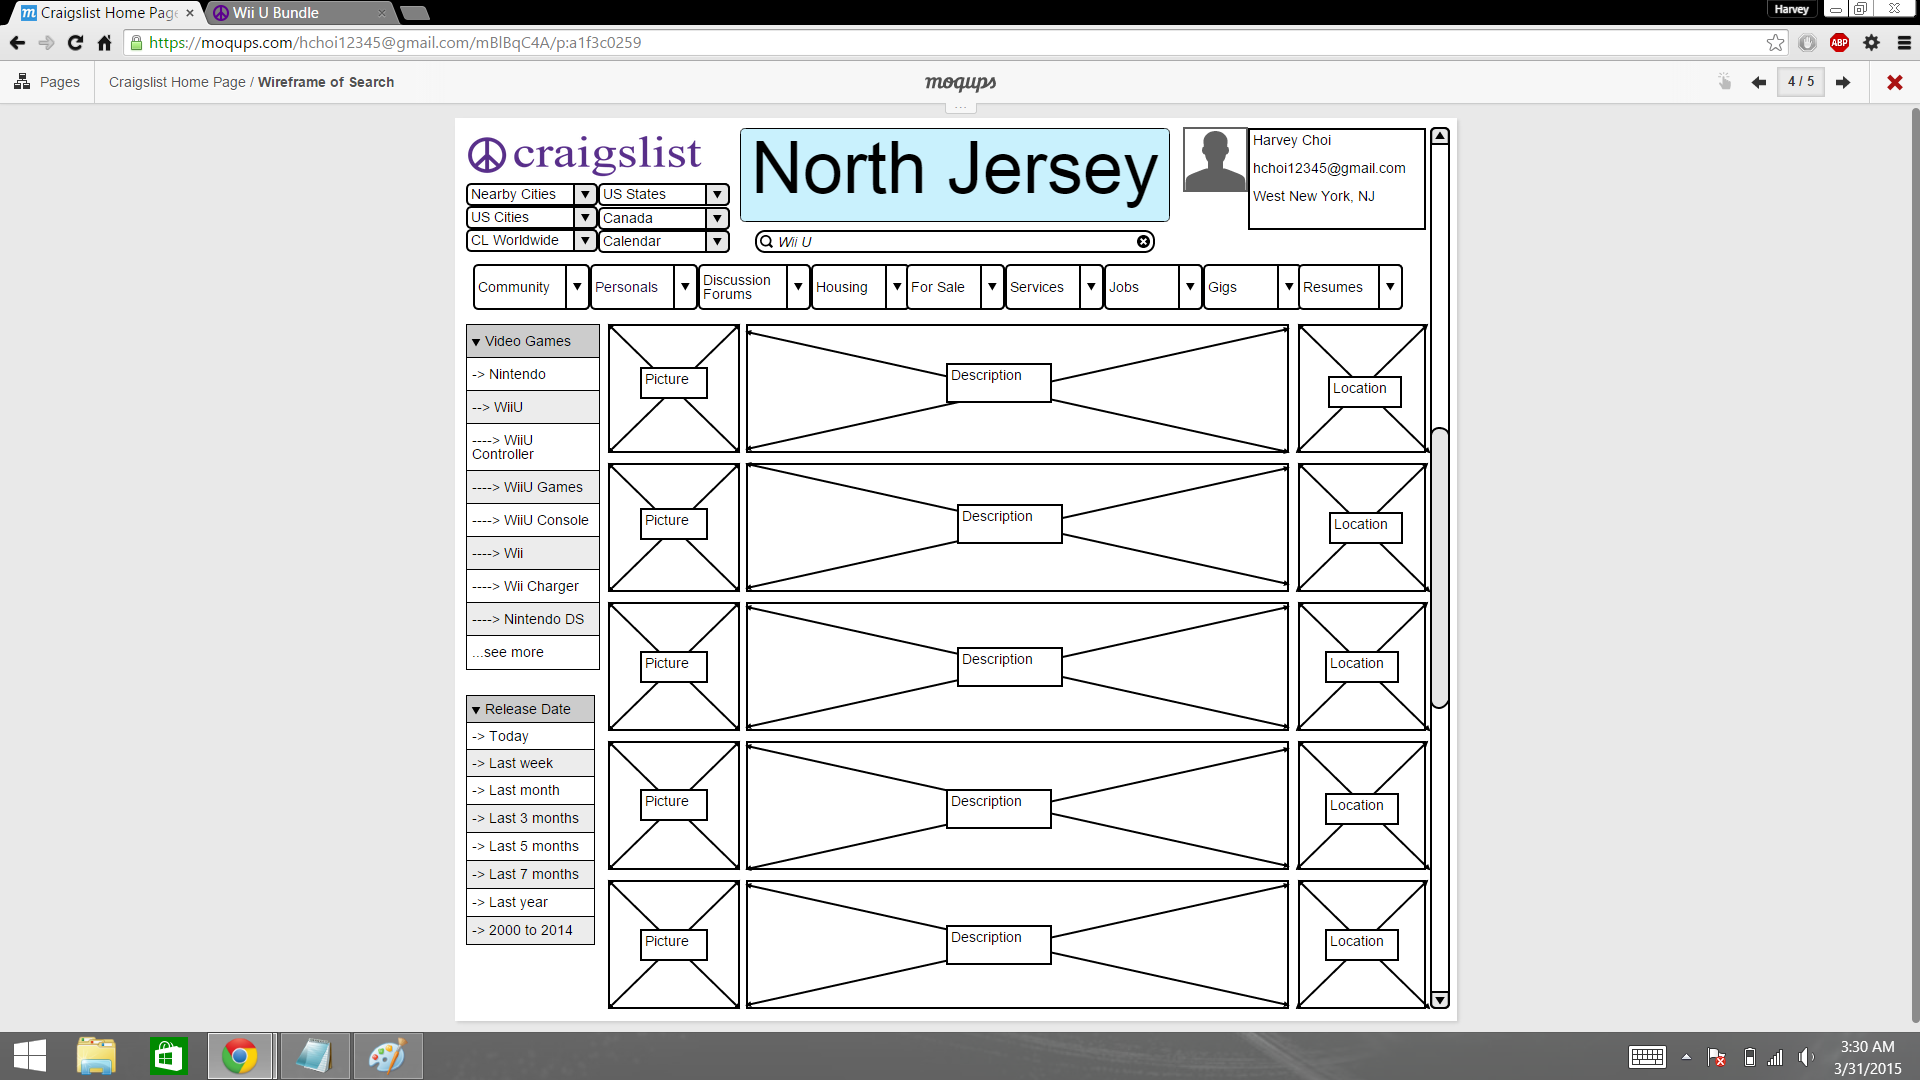 Craigslist Home Page
Wii U Bundle
Harvey
https://moqups.com/hchoi12345@gmail.com/mBlBqC4A/p:a1f3c0259
ABP
Pages
Craigslist Home Page / Wireframe of Search
moqups
4 / 5
...
craigslist
North Jersey
Harvey Choi
hchoi12345@gmail.com
West New York, NJ
Nearby Cities
US States
US Cities
Canada
CL Worldwide
Calendar
Wii U
Community
Personals
Discussion
Forums
Housing
For Sale
Services
Jobs
Gigs
Resumes
Video Games
-> Nintendo
--> WiiU
----> WiiU
Controller
----> WiiU Games
----> WiiU Console
----> Wii
----> Wii Charger
----> Nintendo DS
...see more
Release Date
-> Today
-> Last week
-> Last month
-> Last 3 months
-> Last 5 months
-> Last 7 months
-> Last year
-> 2000 to 2014
Picture
Description
Location
Picture
Description
Location
Picture
Description
Location
Picture
Description
Location
Picture
Description
Location
3:30 AM
3/31/2015